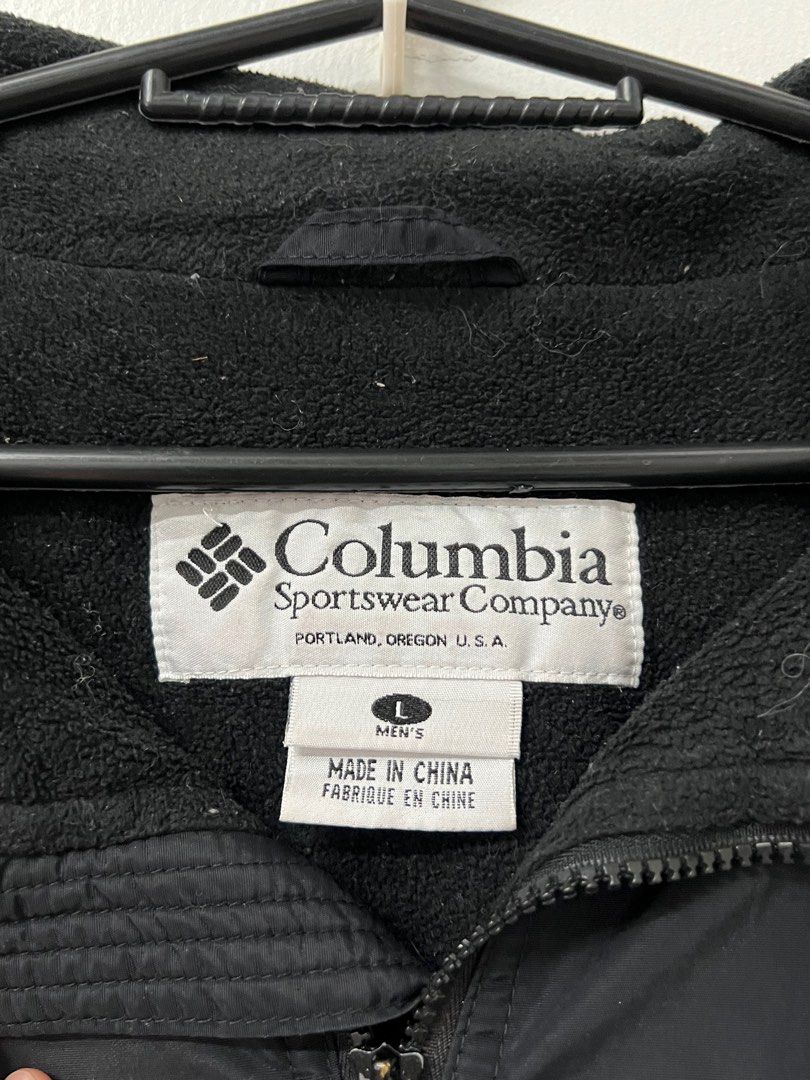 Columbia
Sportswear Company®
PORTLAND, OREGON U.S.A.
L
MEN'S
MADE IN CHINA
FABRIQUE EN CHINE